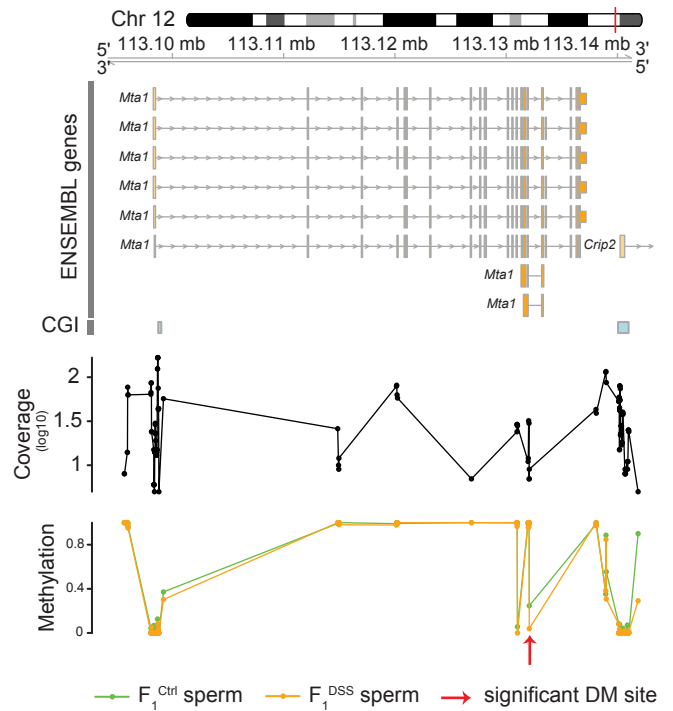 Chr 12
5' 113.10 mb 113.11 mb 113.12 mb 113.13 mb 113.14 mb 3'
3' 5'
ENSEMBL genes
Mta1
Mta1
Mta1
Mta1
Mta1
Mta1 Crip2
Mta1
Mta1
CGI
Coverage
(log10)
2
1.5
1
Methylation
0.8
0.4
0
F1Ctrl sperm F1DSS sperm significant DM site